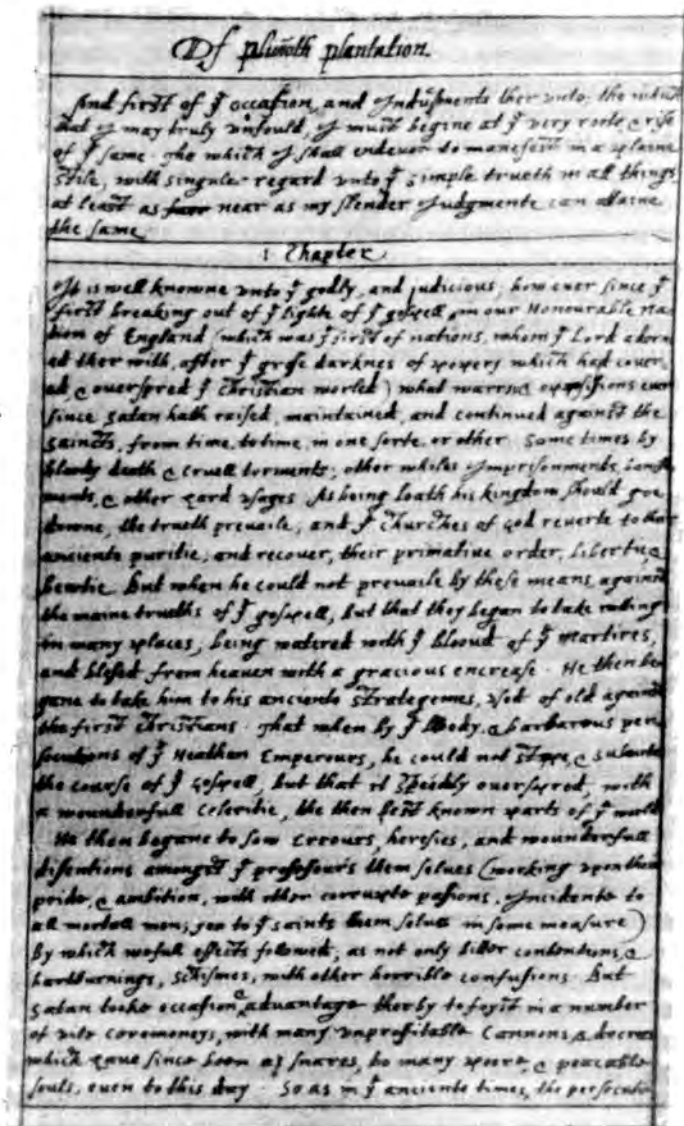 Of plim̃oth plantation.
And first of yᵉ occasion, and Indusments ther unto; the which
that I may truly unfould, I must begine at yᵉ very roote & rise
of yᵉ same. The which I shall endevor to manefest in a plaine
stile, with singuler regard unto yᵉ simple trueth in all things,
at least as near as my slender Judgmente can attaine
the same.
1 Chapter.
It is well knowne unto yᵉ godly, and judicious; how ever since yᵉ
first breaking out of yᵉ lighte of yᵉ gospell, in our Honourable na
tion of England (which was yᵉ first of nations, whom yᵉ Lord adorn
ed ther with, after yᵉ grose darknes of popery which had cover
ed & overspred yᵉ Christian worled) what warrs, & oppossitions ever
since satan hath raised, maintained, and continued against the
saincts, from time, to time, in one sorte, or other. Some times by
bloody death & cruell torments; other whiles Imprisonments, banish
ments, & other hard usages. As being loath his kingdom should goe
downe, the trueth prevaile; and yᵉ Churches of god reverte to their
anciente puritie; and recover, their primative order, libertie, &
bewtie. But when he could not prevaile by these means, against
the maine trueths of yᵉ gospell, but that they began to take rooting
in many places; being watered with yᵉ blooud of yᵉ martires,
and blesed from heaven with a gracious encrease. He then be
gane to take him to his anciente strategemes, used of old against
the first Christians. That when by yᵉ bloody, & barbarous per
secutions of yᵉ Heathen Emperours, he could not stoppe, & subverte
the course of yᵉ Gospell; but that it speedily overspred, with
a wounderfull celeritie, the then best known parts of yᵉ world.
He then begane to sow errours, heresies, and wounderfull
disentions amongst yᵉ professours them selves (working upon their
pride, & ambition, with other corrupte passions, Incidente to
all mortall men; yea to yᵉ saints them selves in some measure)
by which wofull effects followed; as not only bitter contentions, &
hartburnings, schismes, with other horrible confusions. But
satan tooke occasion & advantage therby to foyst in a number
of vile ceremoneys, with many unproffitable Cannons, & decrees
which have since been as snares, to many poore, & peacable
souls, even to this day. So as in yᵉ anciente times, the persecutio